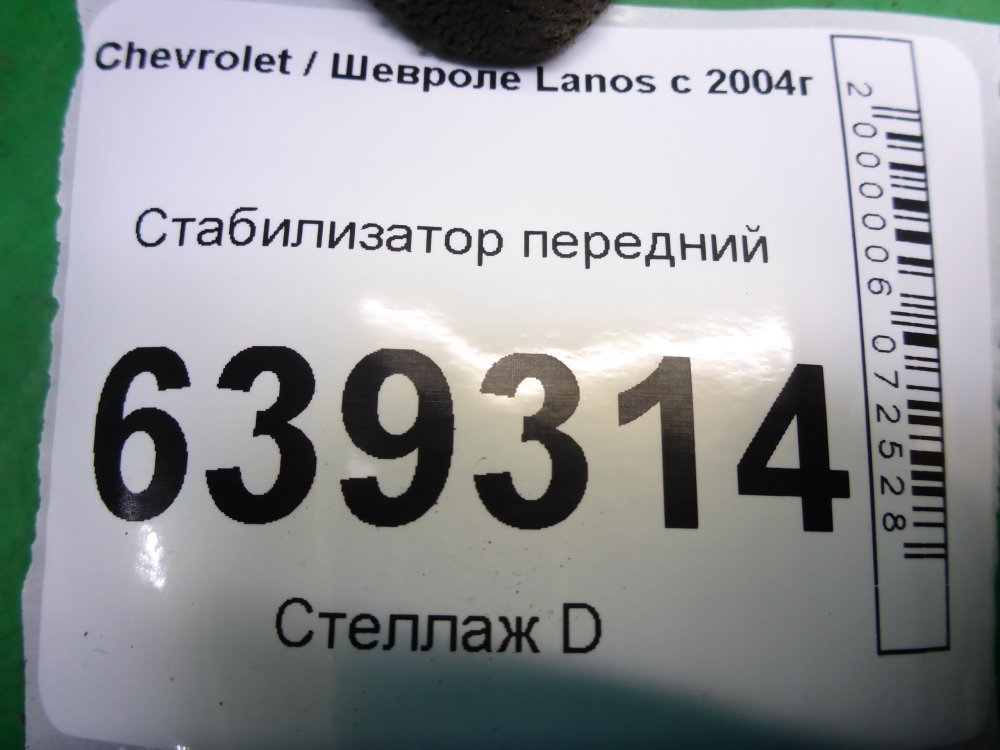 Chevrolet / Шевроле Lanos с 2004г
Стабилизатор передний
639314
Стеллаж D
2000006072528